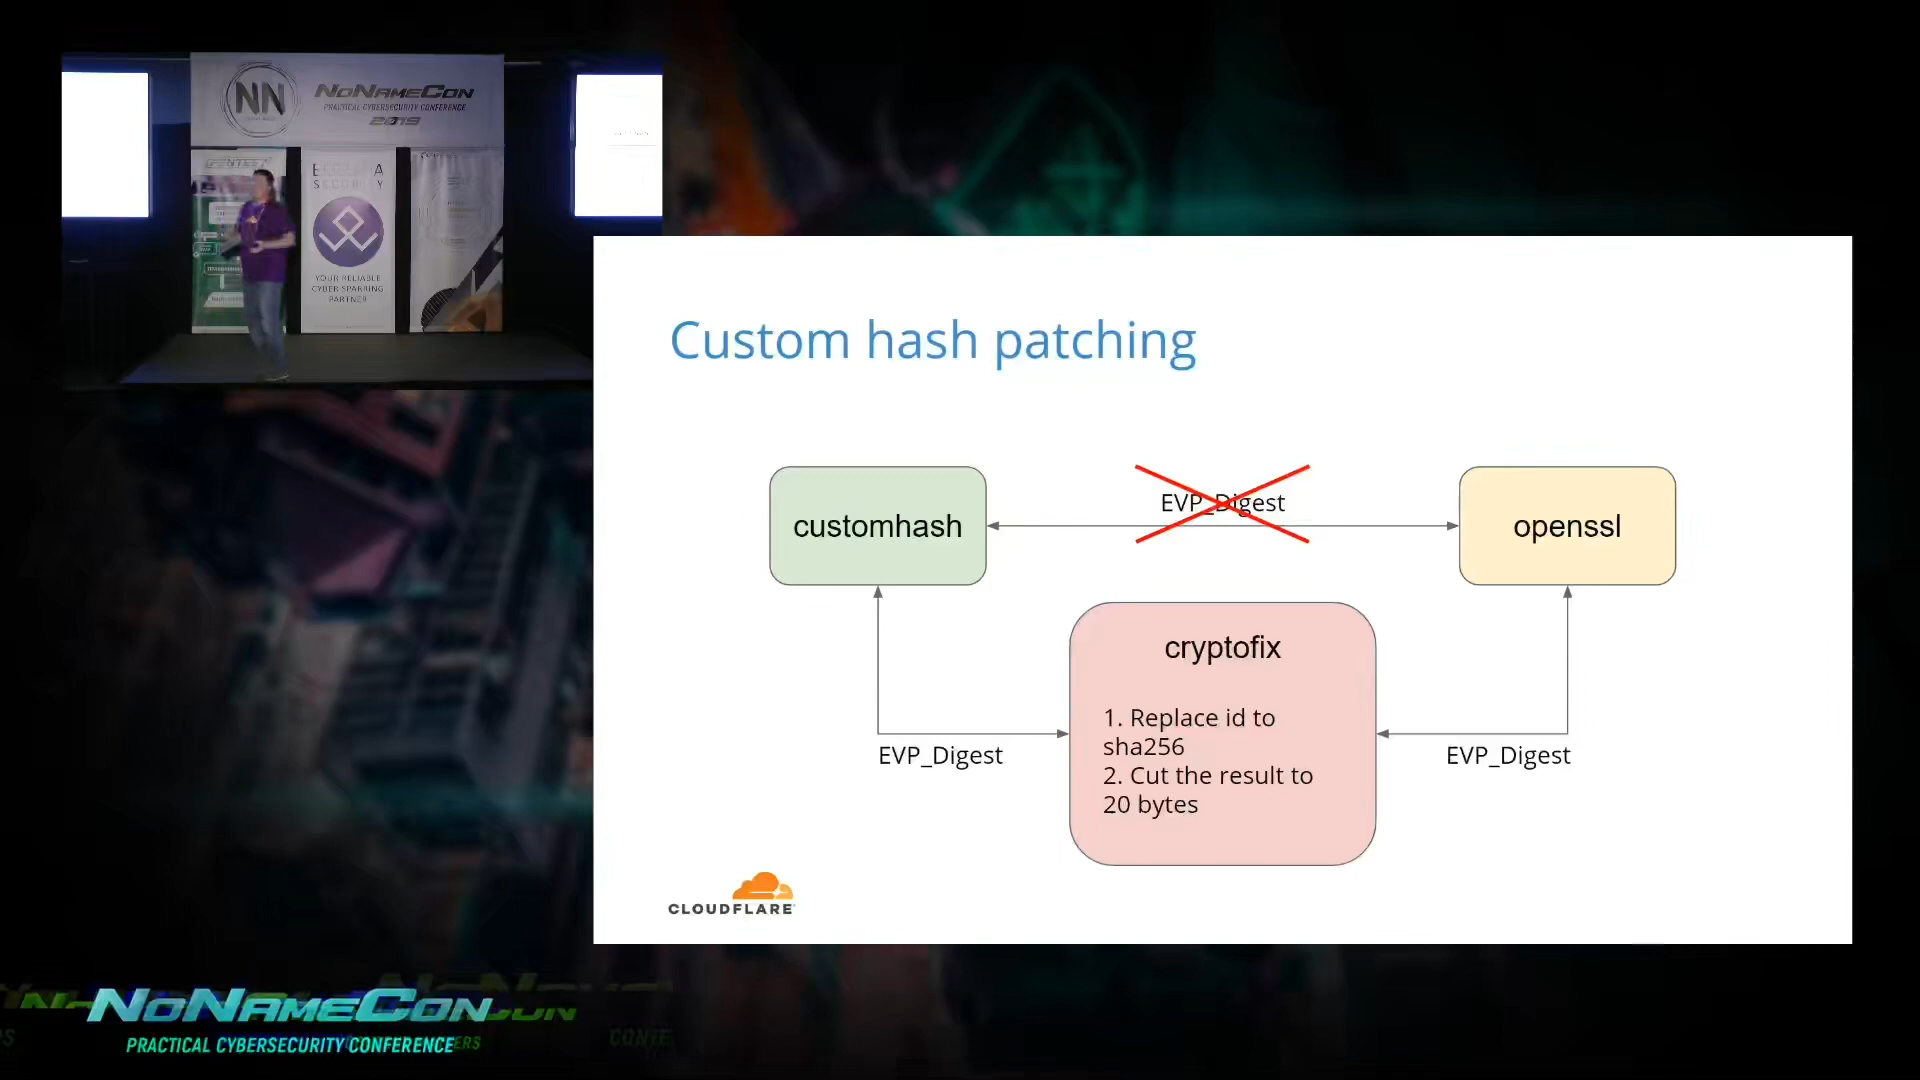 NN
NoNameCon
PRACTICAL CYBERSECURITY CONFERENCE
2019
SECURITY
YOUR RELIABLE
CYBER SPARRING
PARTNER
Custom hash patching
customhash
EVP_Digest
openssl
cryptofix
1. Replace id to
sha256
2. Cut the result to
20 bytes
EVP_Digest
EVP_Digest
CLOUDFLARE
NoNameCon
PRACTICAL CYBERSECURITY CONFERENCE